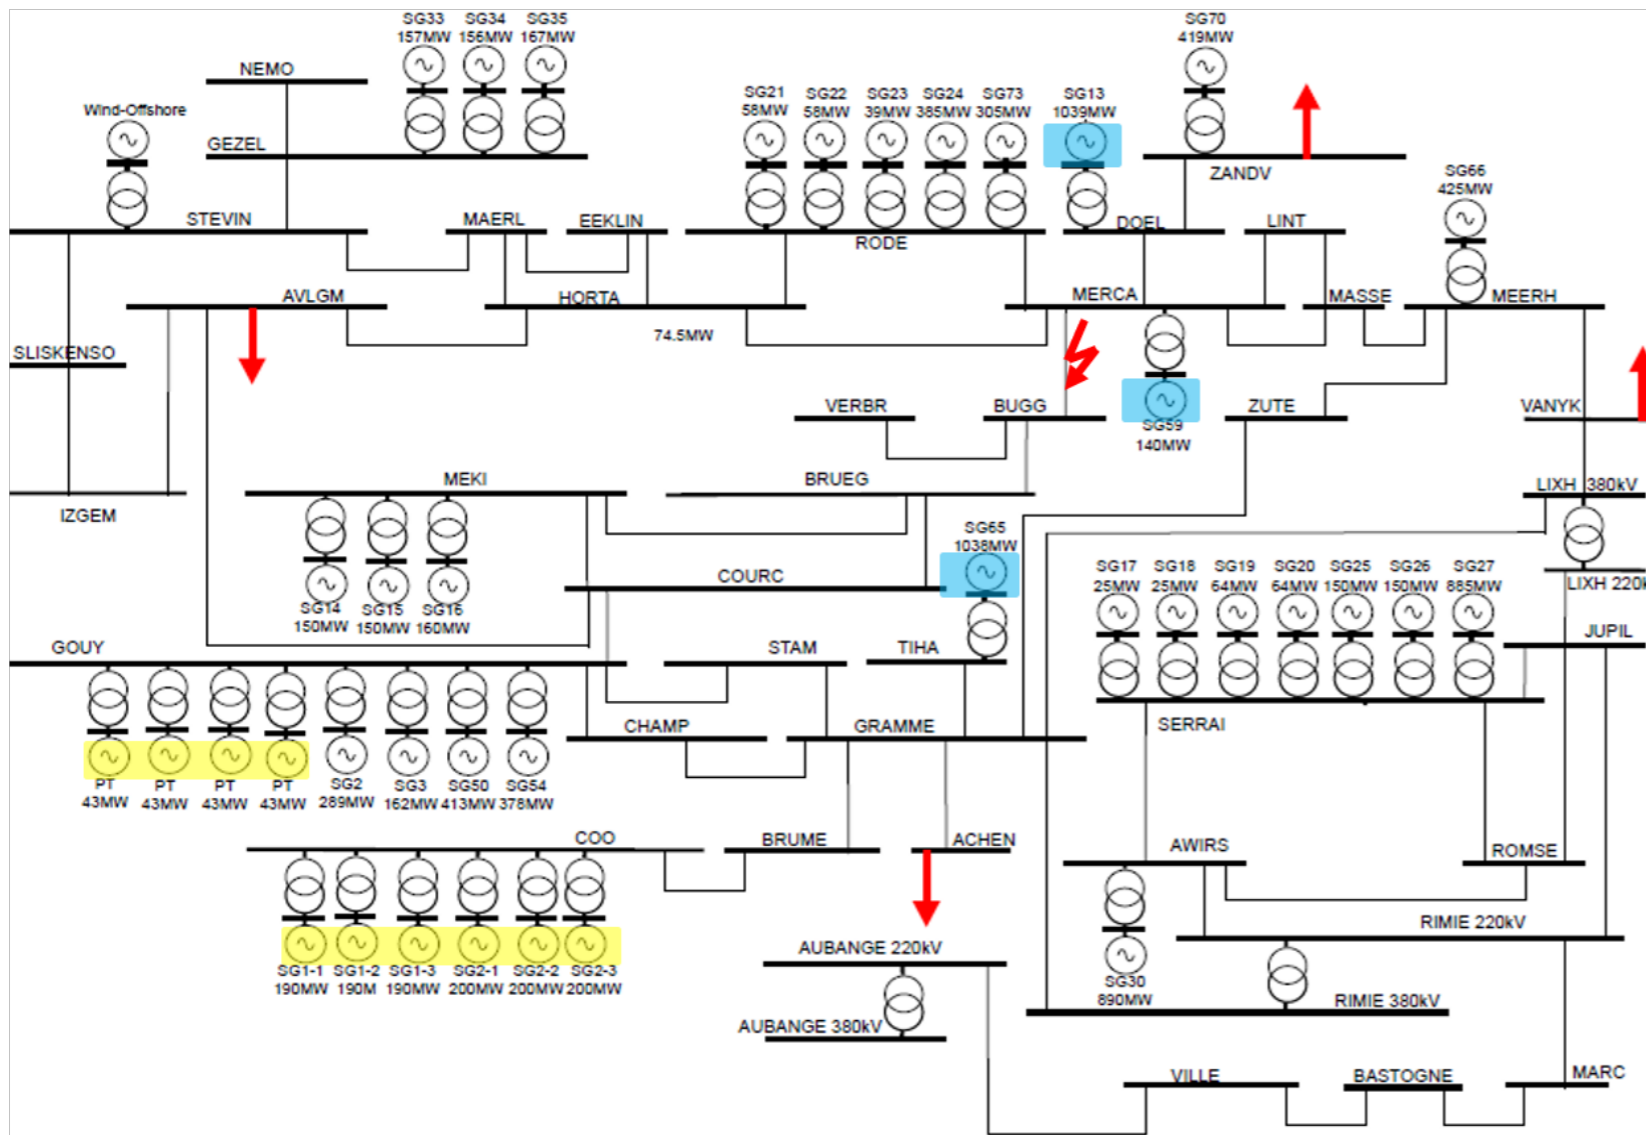 SG33
157MW
SG34
156MW
SG35
167MW
SG70
419MW
NEMO
Wind-Offshore
GEZEL
SG21
58MW
SG22
58MW
SG23
39MW
SG24
385MW
SG73
305MW
SG13
1039MW
ZANDV
SG66
425MW
STEVIN
MAERL
EEKLIN
RODE
DOEL
LINT
AVLGM
HORTA
74.5MW
MERCA
MASSE
MEERH
SLISKENSO
VERBR
BUGG
SG59
140MW
ZUTE
VANYK
MEKI
BRUEG
LIXH 380kV
IZGEM
SG65
1038MW
SG14
150MW
SG15
150MW
SG16
160MW
COURC
SG17
25MW
SG18
25MW
SG19
64MW
SG20
64MW
SG25
150MW
SG26
150MW
SG27
885MW
LIXH 220k
JUPIL
GOUY
STAM
TIHA
CHAMP
GRAMME
SERRAI
PT
43MW
PT
43MW
PT
43MW
PT
43MW
SG2
289MW
SG3
162MW
SG50
413MW
SG54
378MW
COO
BRUME
ACHEN
AWIRS
ROMSE
SG1-1
190MW
SG1-2
190M
SG1-3
190MW
SG2-1
200MW
SG2-2
200MW
SG2-3
200MW
AUBANGE 220kV
SG30
890MW
RIMIE 220kV
AUBANGE 380kV
RIMIE 380kV
VILLE
BASTOGNE
MARC